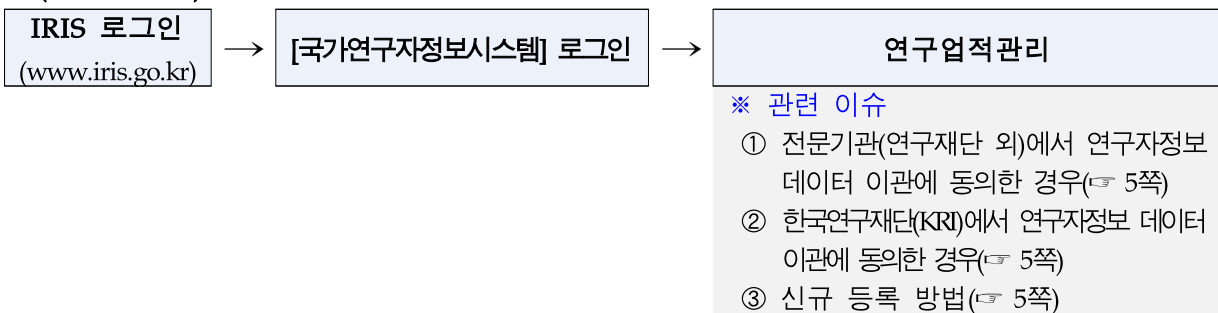 IRIS 로그인
(www.iris.go.kr)
→
[국가연구자정보시스템] 로그인
→
연구업적관리
※ 관련 이슈
① 전문기관(연구재단 외)에서 연구자정보
데이터 이관에 동의한 경우(☞ 5쪽)
② 한국연구재단(KRI)에서 연구자정보 데이터
이관에 동의한 경우(☞ 5쪽)
③ 신규 등록 방법(☞ 5쪽)